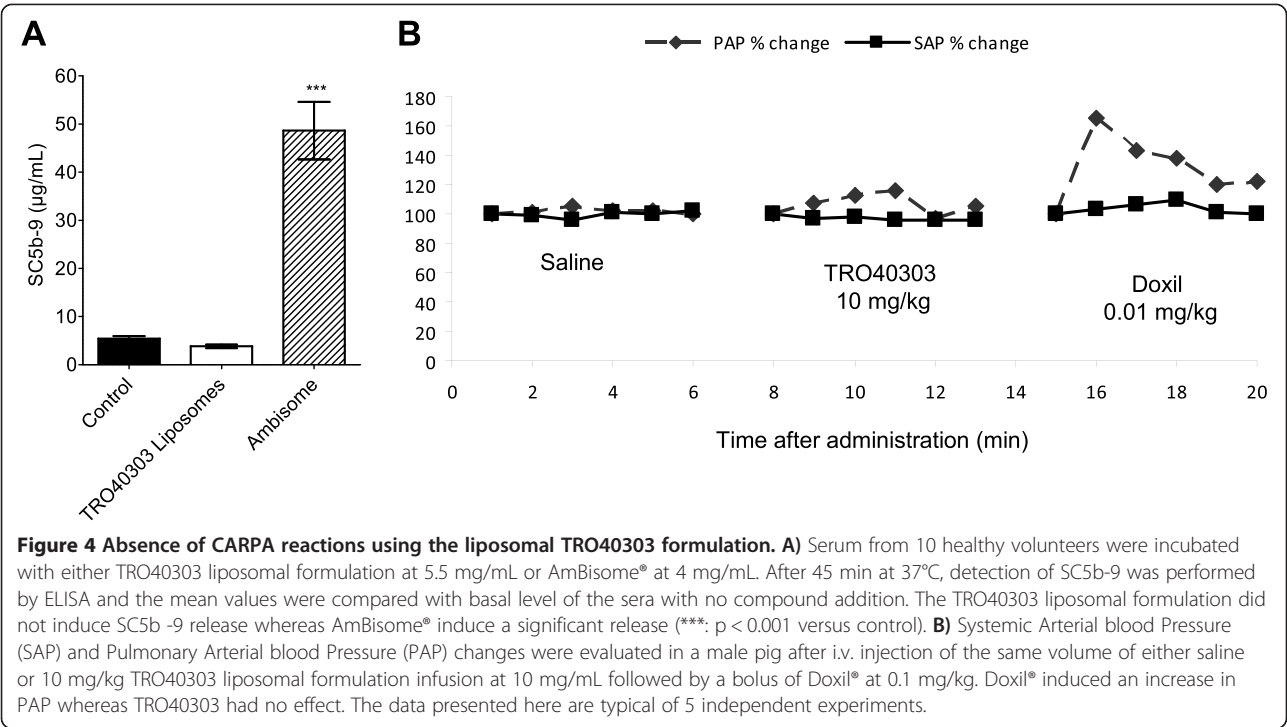 A
B
PAP % change
SAP % change
SC5b-9 (µg/mL)
60
50
40
30
20
10
0
***
Control
TRO40303 Liposomes
Ambisome
180
160
140
120
100
80
60
40
20
0
Saline
TRO40303
10 mg/kg
Doxil
0.01 mg/kg
0 2 4 6 8 10 12 14 16 18 20
Time after administration (min)
Figure 4 Absence of CARPA reactions using the liposomal TRO40303 formulation. A) Serum from 10 healthy volunteers were incubated
with either TRO40303 liposomal formulation at 5.5 mg/mL or AmBisome® at 4 mg/mL. After 45 min at 37°C, detection of SC5b-9 was performed
by ELISA and the mean values were compared with basal level of the sera with no compound addition. The TRO40303 liposomal formulation did
not induce SC5b -9 release whereas AmBisome® induce a significant release (***: p < 0.001 versus control). B) Systemic Arterial blood Pressure
(SAP) and Pulmonary Arterial blood Pressure (PAP) changes were evaluated in a male pig after i.v. injection of the same volume of either saline
or 10 mg/kg TRO40303 liposomal formulation infusion at 10 mg/mL followed by a bolus of Doxil® at 0.1 mg/kg. Doxil® induced an increase in
PAP whereas TRO40303 had no effect. The data presented here are typical of 5 independent experiments.